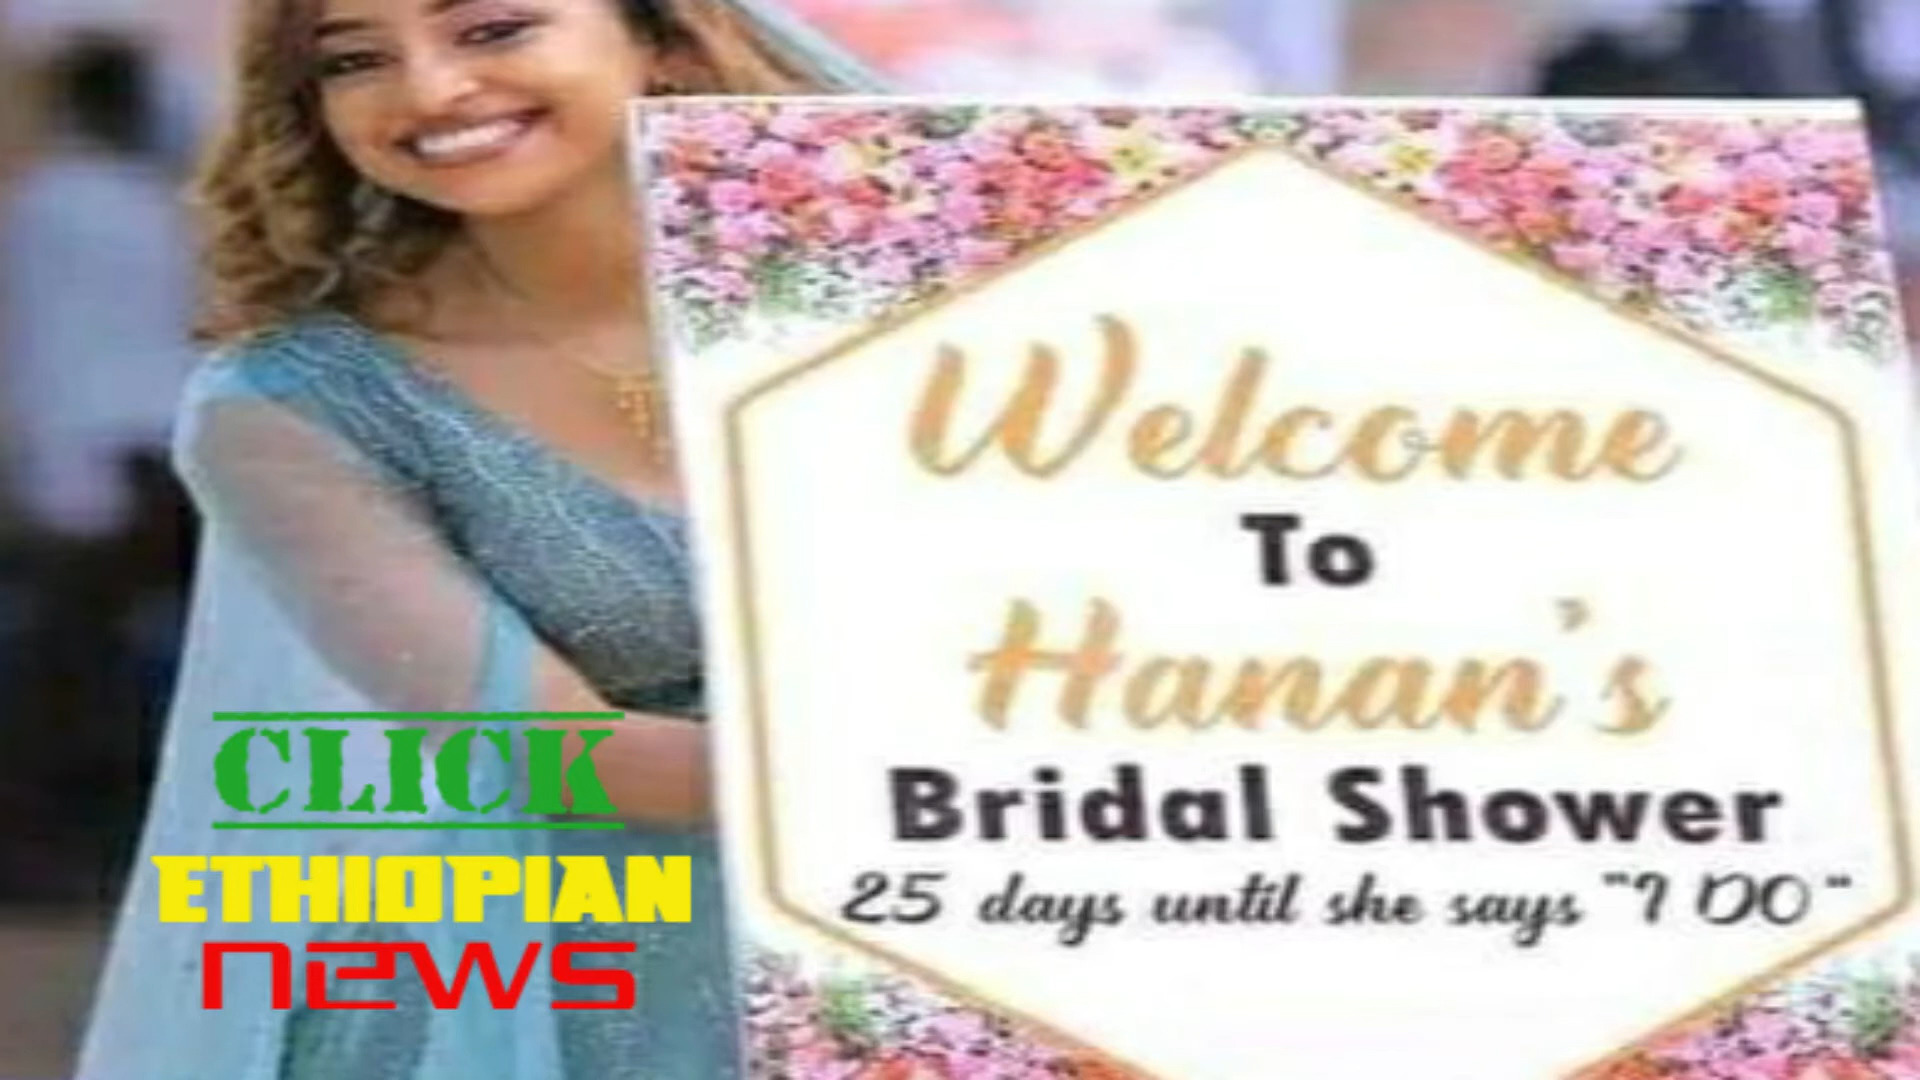 Welcome
To
Hanan's
Bridal Shower
25 days until she says "I DO"
CLICK
ETHIOPIAN
news